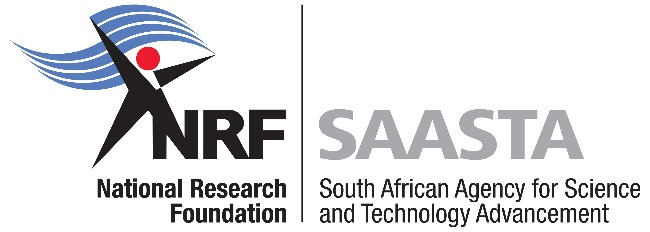 NRF
National Research
Foundation
SAASTA
South African Agency for Science
and Technology Advancement